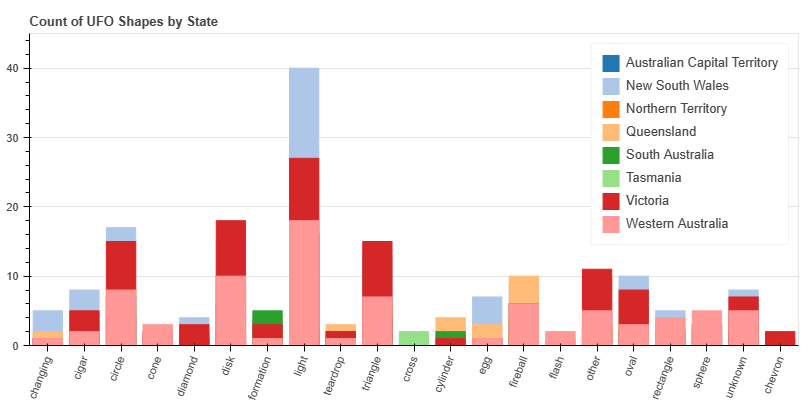 Count of UFO Shapes by State
Australian Capital Territory
New South Wales
Northern Territory
Queensland
South Australia
Tasmania
Victoria
Western Australia
40
30
20
10
0
changing
cigar
circle
cone
diamond
disk
formation
light
teardrop
triangle
cross
cylinder
egg
fireball
flash
other
oval
rectangle
sphere
unknown
chevron